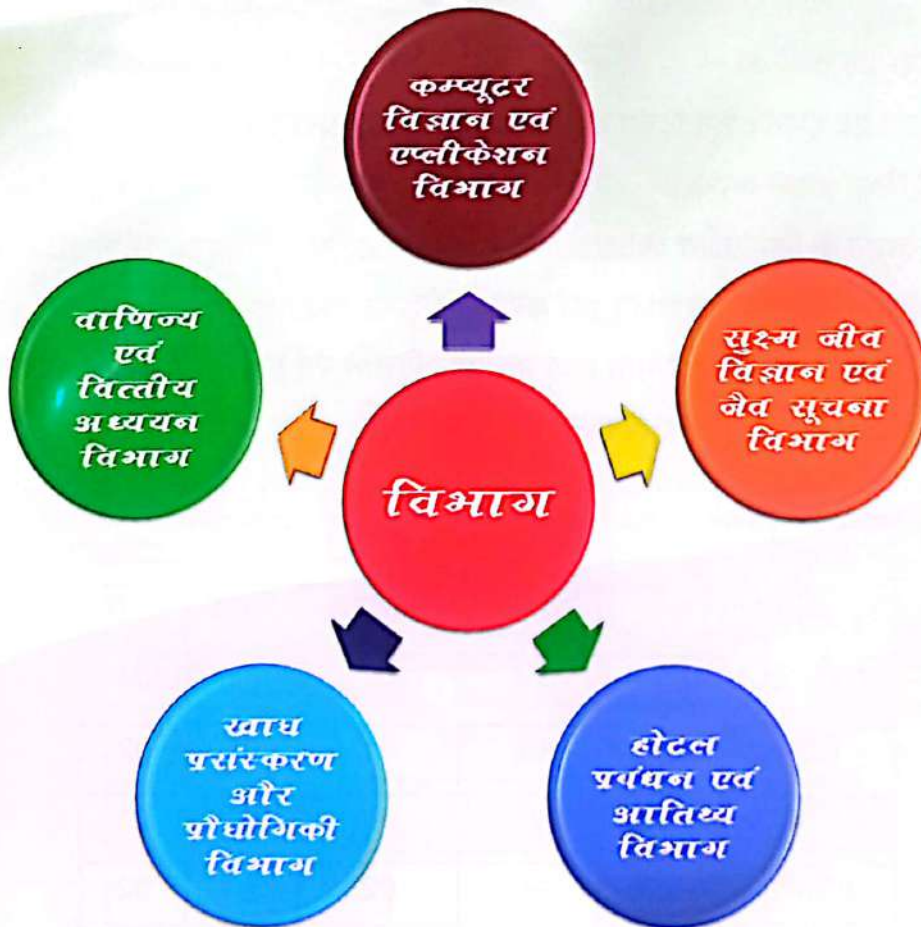 कम्प्यूटर
विज्ञान एवं
एप्लीकेशन
विभाग
वाणिज्य
एवं
वित्तीय
अध्ययन
विभाग
सुक्ष्म जीव
विज्ञान एवं
जैव सूचना
विभाग
विभाग
खाध
प्रसंस्करण
और
प्रौधोगिकी
विभाग
होटल
प्रबंधन एवं
आतिथ्य
विभाग